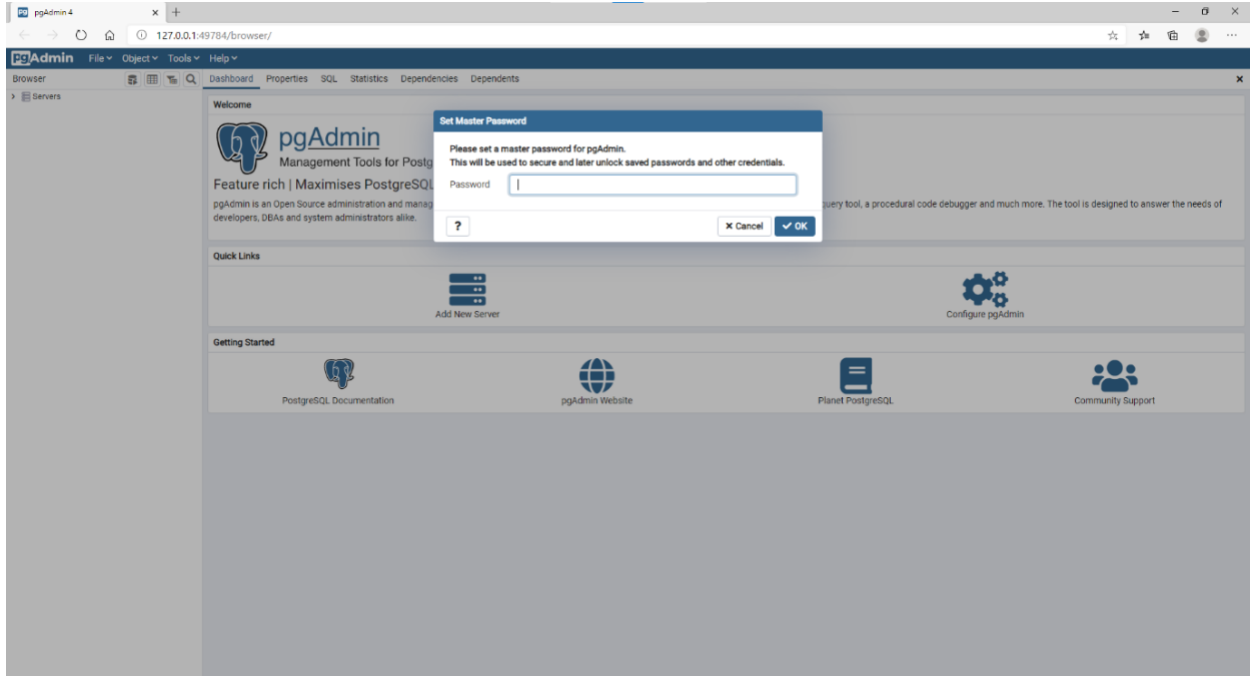 pgAdmin 4
127.0.0.1:49784/browser/
pgAdmin File Object Tools Help
Browser
Dashboard Properties SQL Statistics Dependencies Dependents
Servers
Welcome
pgAdmin
Management Tools for Postg
Feature rich | Maximises PostgreSQL
pgAdmin is an Open Source administration and manag
query tool, a procedural code debugger and much more. The tool is designed to answer the needs of
developers, DBAs and system administrators alike.
Set Master Password
Please set a master password for pgAdmin.
This will be used to secure and later unlock saved passwords and other credentials.
Password
? Cancel OK
Quick Links
Add New Server
Configure pgAdmin
Getting Started
PostgreSQL Documentation
pgAdmin Website
Planet PostgreSQL
Community Support